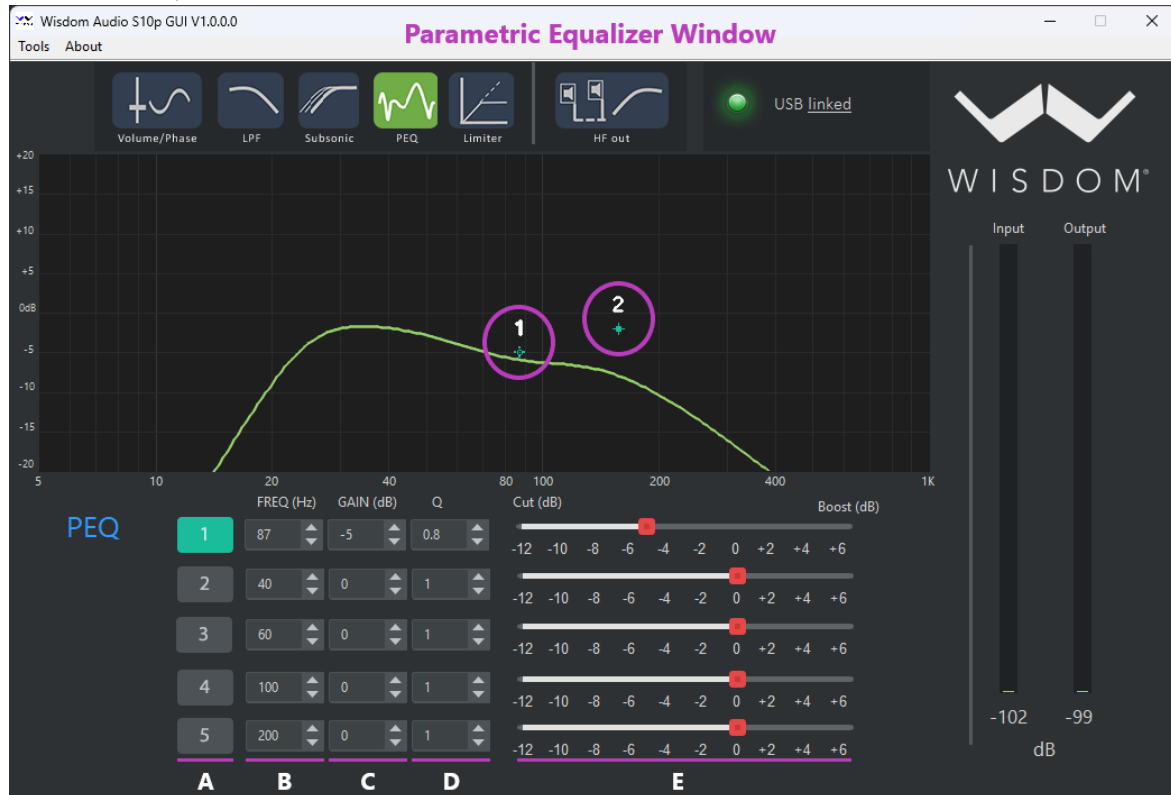 Wisdom Audio S10p GUI V1.0.0.0
Parametric Equalizer Window
Tools About
Volume/Phase LPF Subsonic PEQ Limiter HF out
USB linked
WISDOM®
Input Output
+20
+15
+10
+5
0dB
-5
-10
-15
-20
1
2
5 10 20 40 80 100 200 400 1K
FREQ (Hz) GAIN (dB) Q Cut (dB) Boost (dB)
PEQ
1 87 -5 0.8
-12 -10 -8 -6 -4 -2 0 +2 +4 +6
2 40 0 1
-12 -10 -8 -6 -4 -2 0 +2 +4 +6
3 60 0 1
-12 -10 -8 -6 -4 -2 0 +2 +4 +6
4 100 0 1
-12 -10 -8 -6 -4 -2 0 +2 +4 +6
5 200 0 1
-12 -10 -8 -6 -4 -2 0 +2 +4 +6
A B C D E
-102 -99
dB